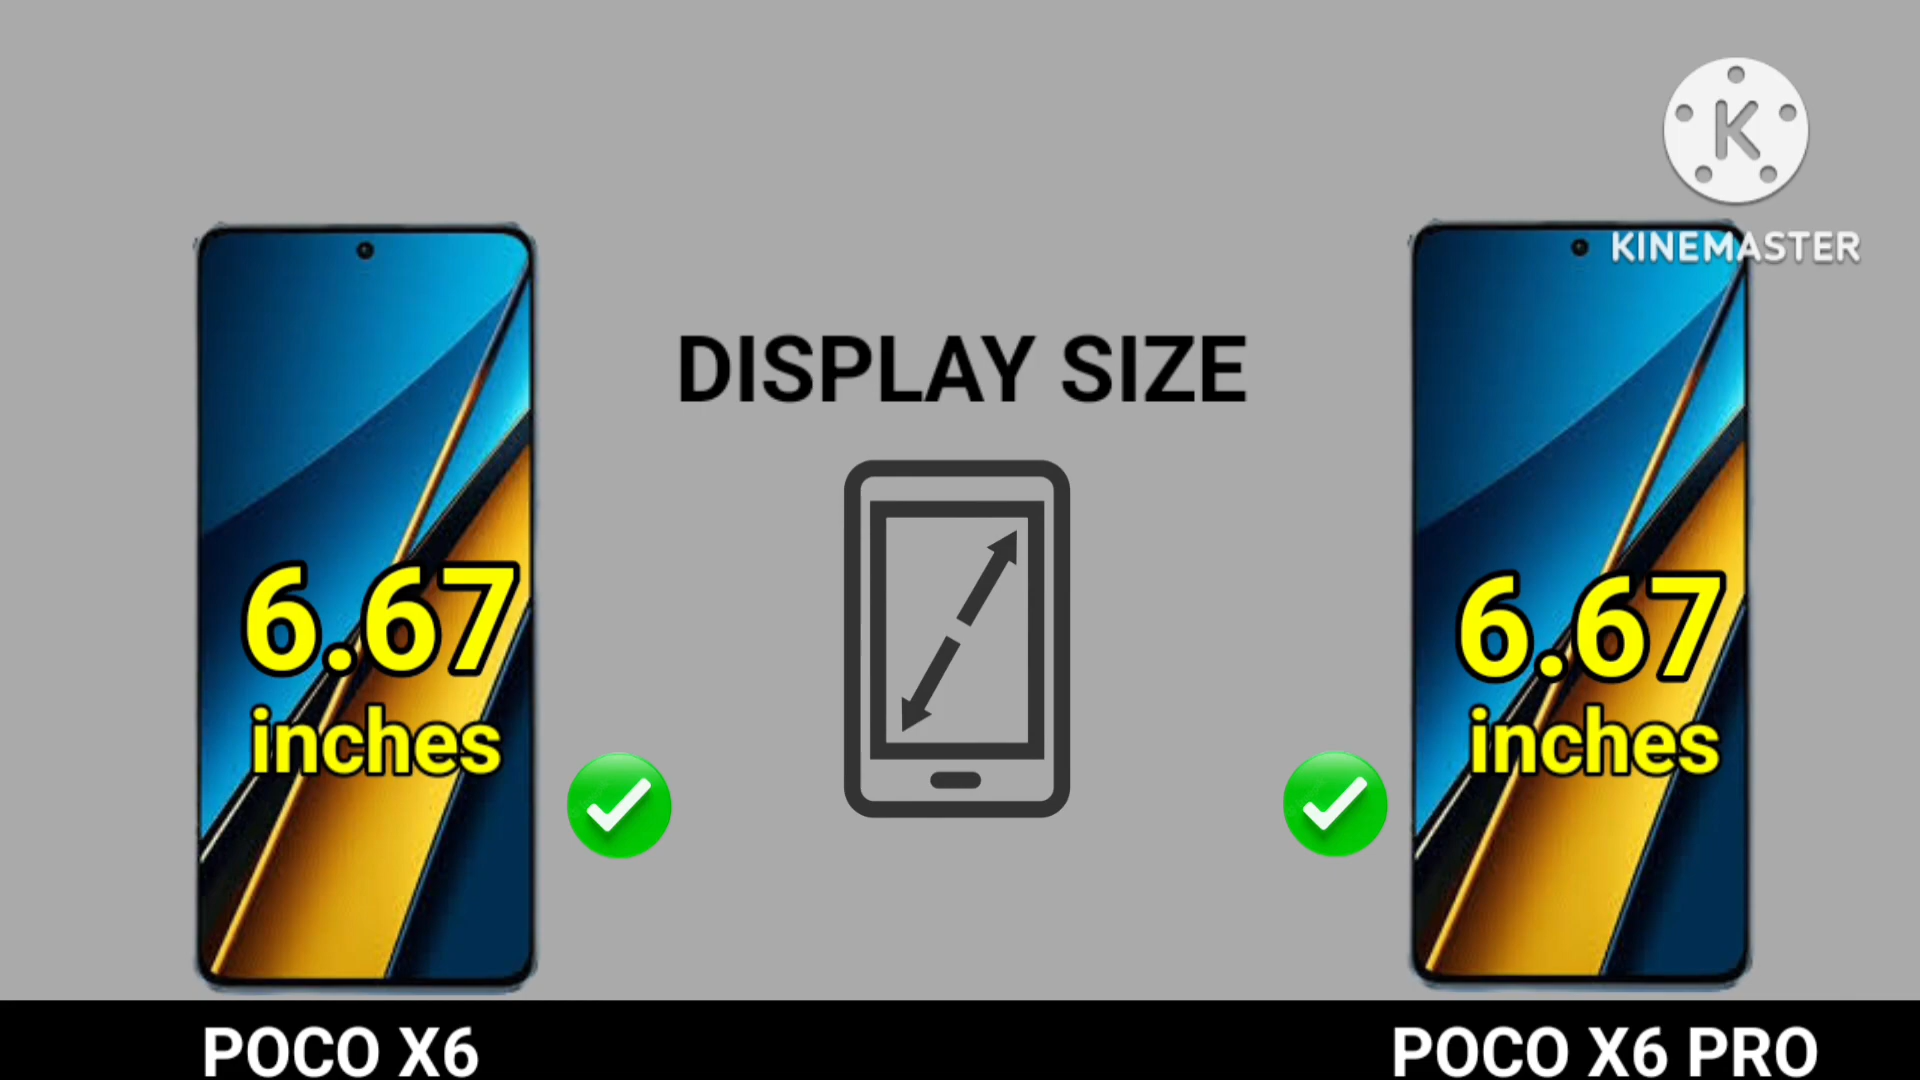 K
KINEMASTER
DISPLAY SIZE
6.67
inches
6.67
inches
POCO X6
POCO X6 PRO